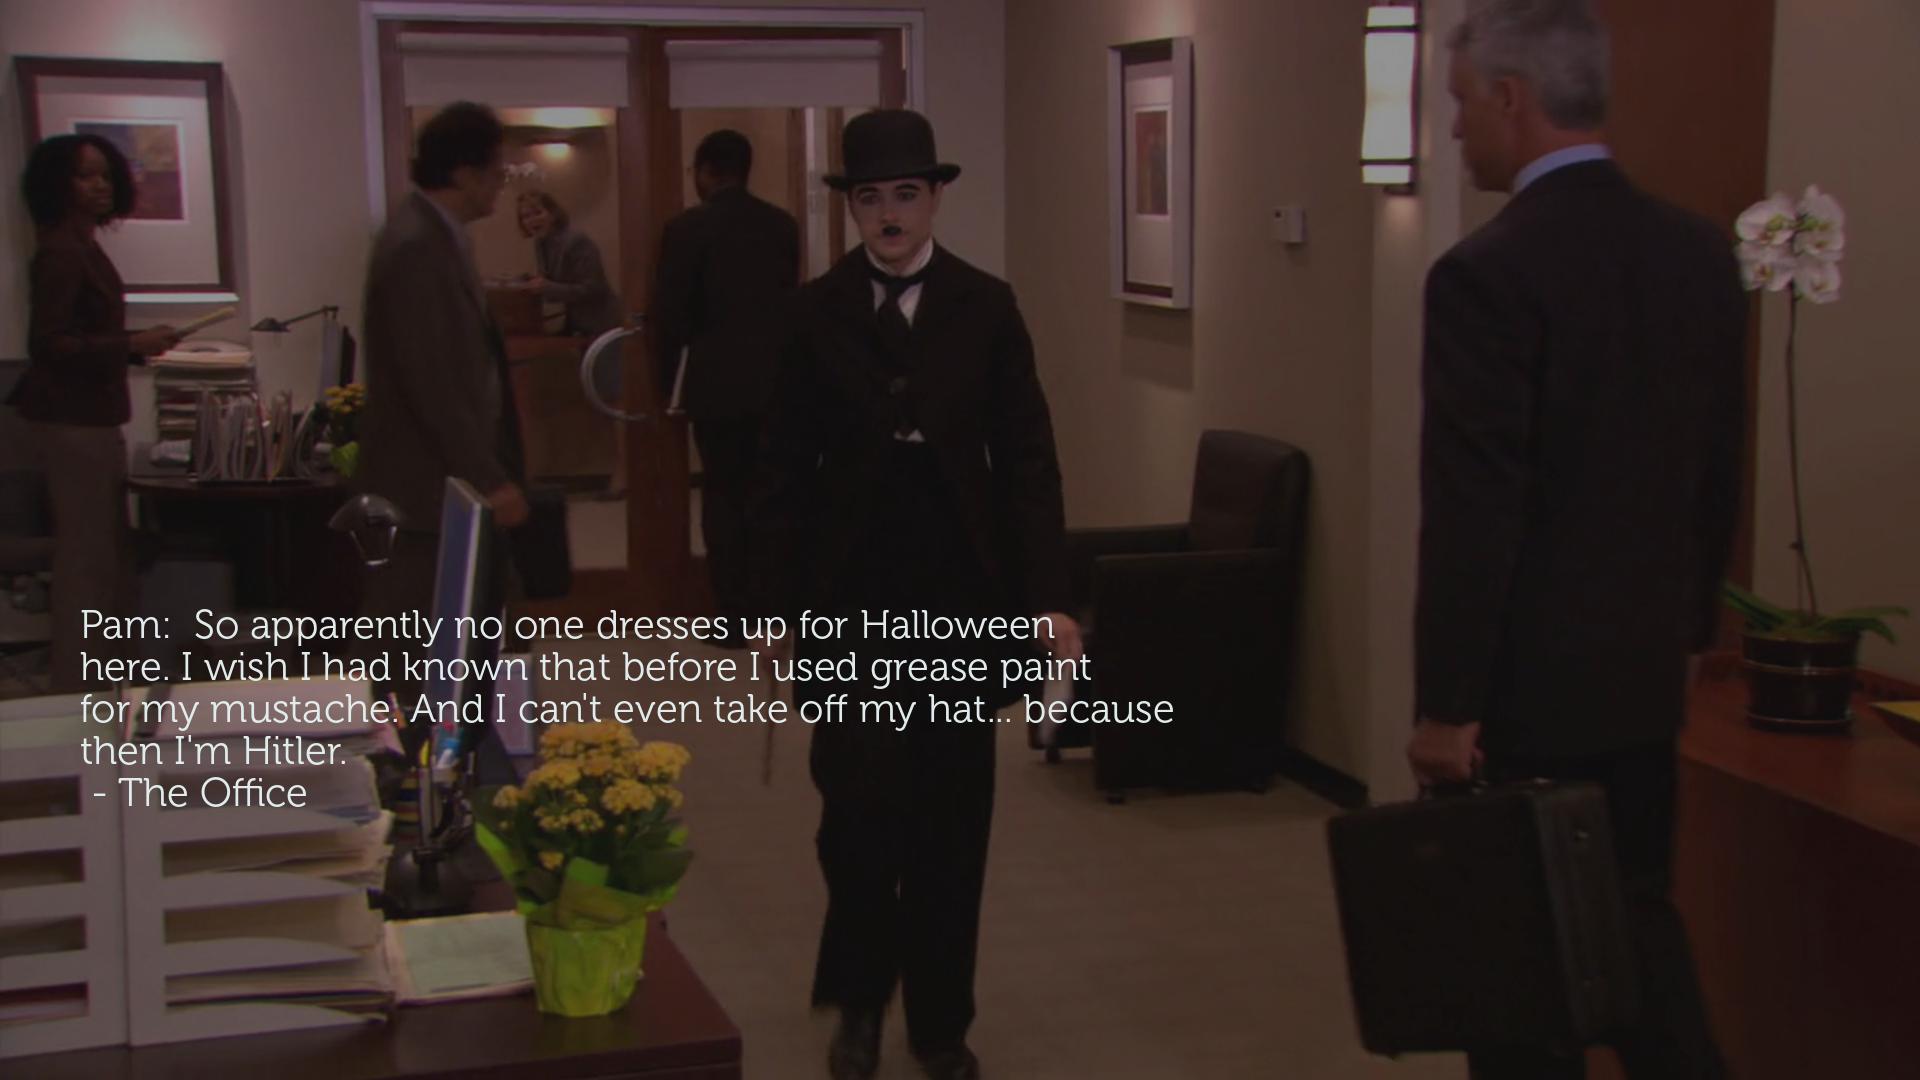 Pam:  So apparently no one dresses up for Halloween
here. I wish I had known that before I used grease paint
for my mustache. And I can't even take off my hat... because
then I'm Hitler.
- The Office